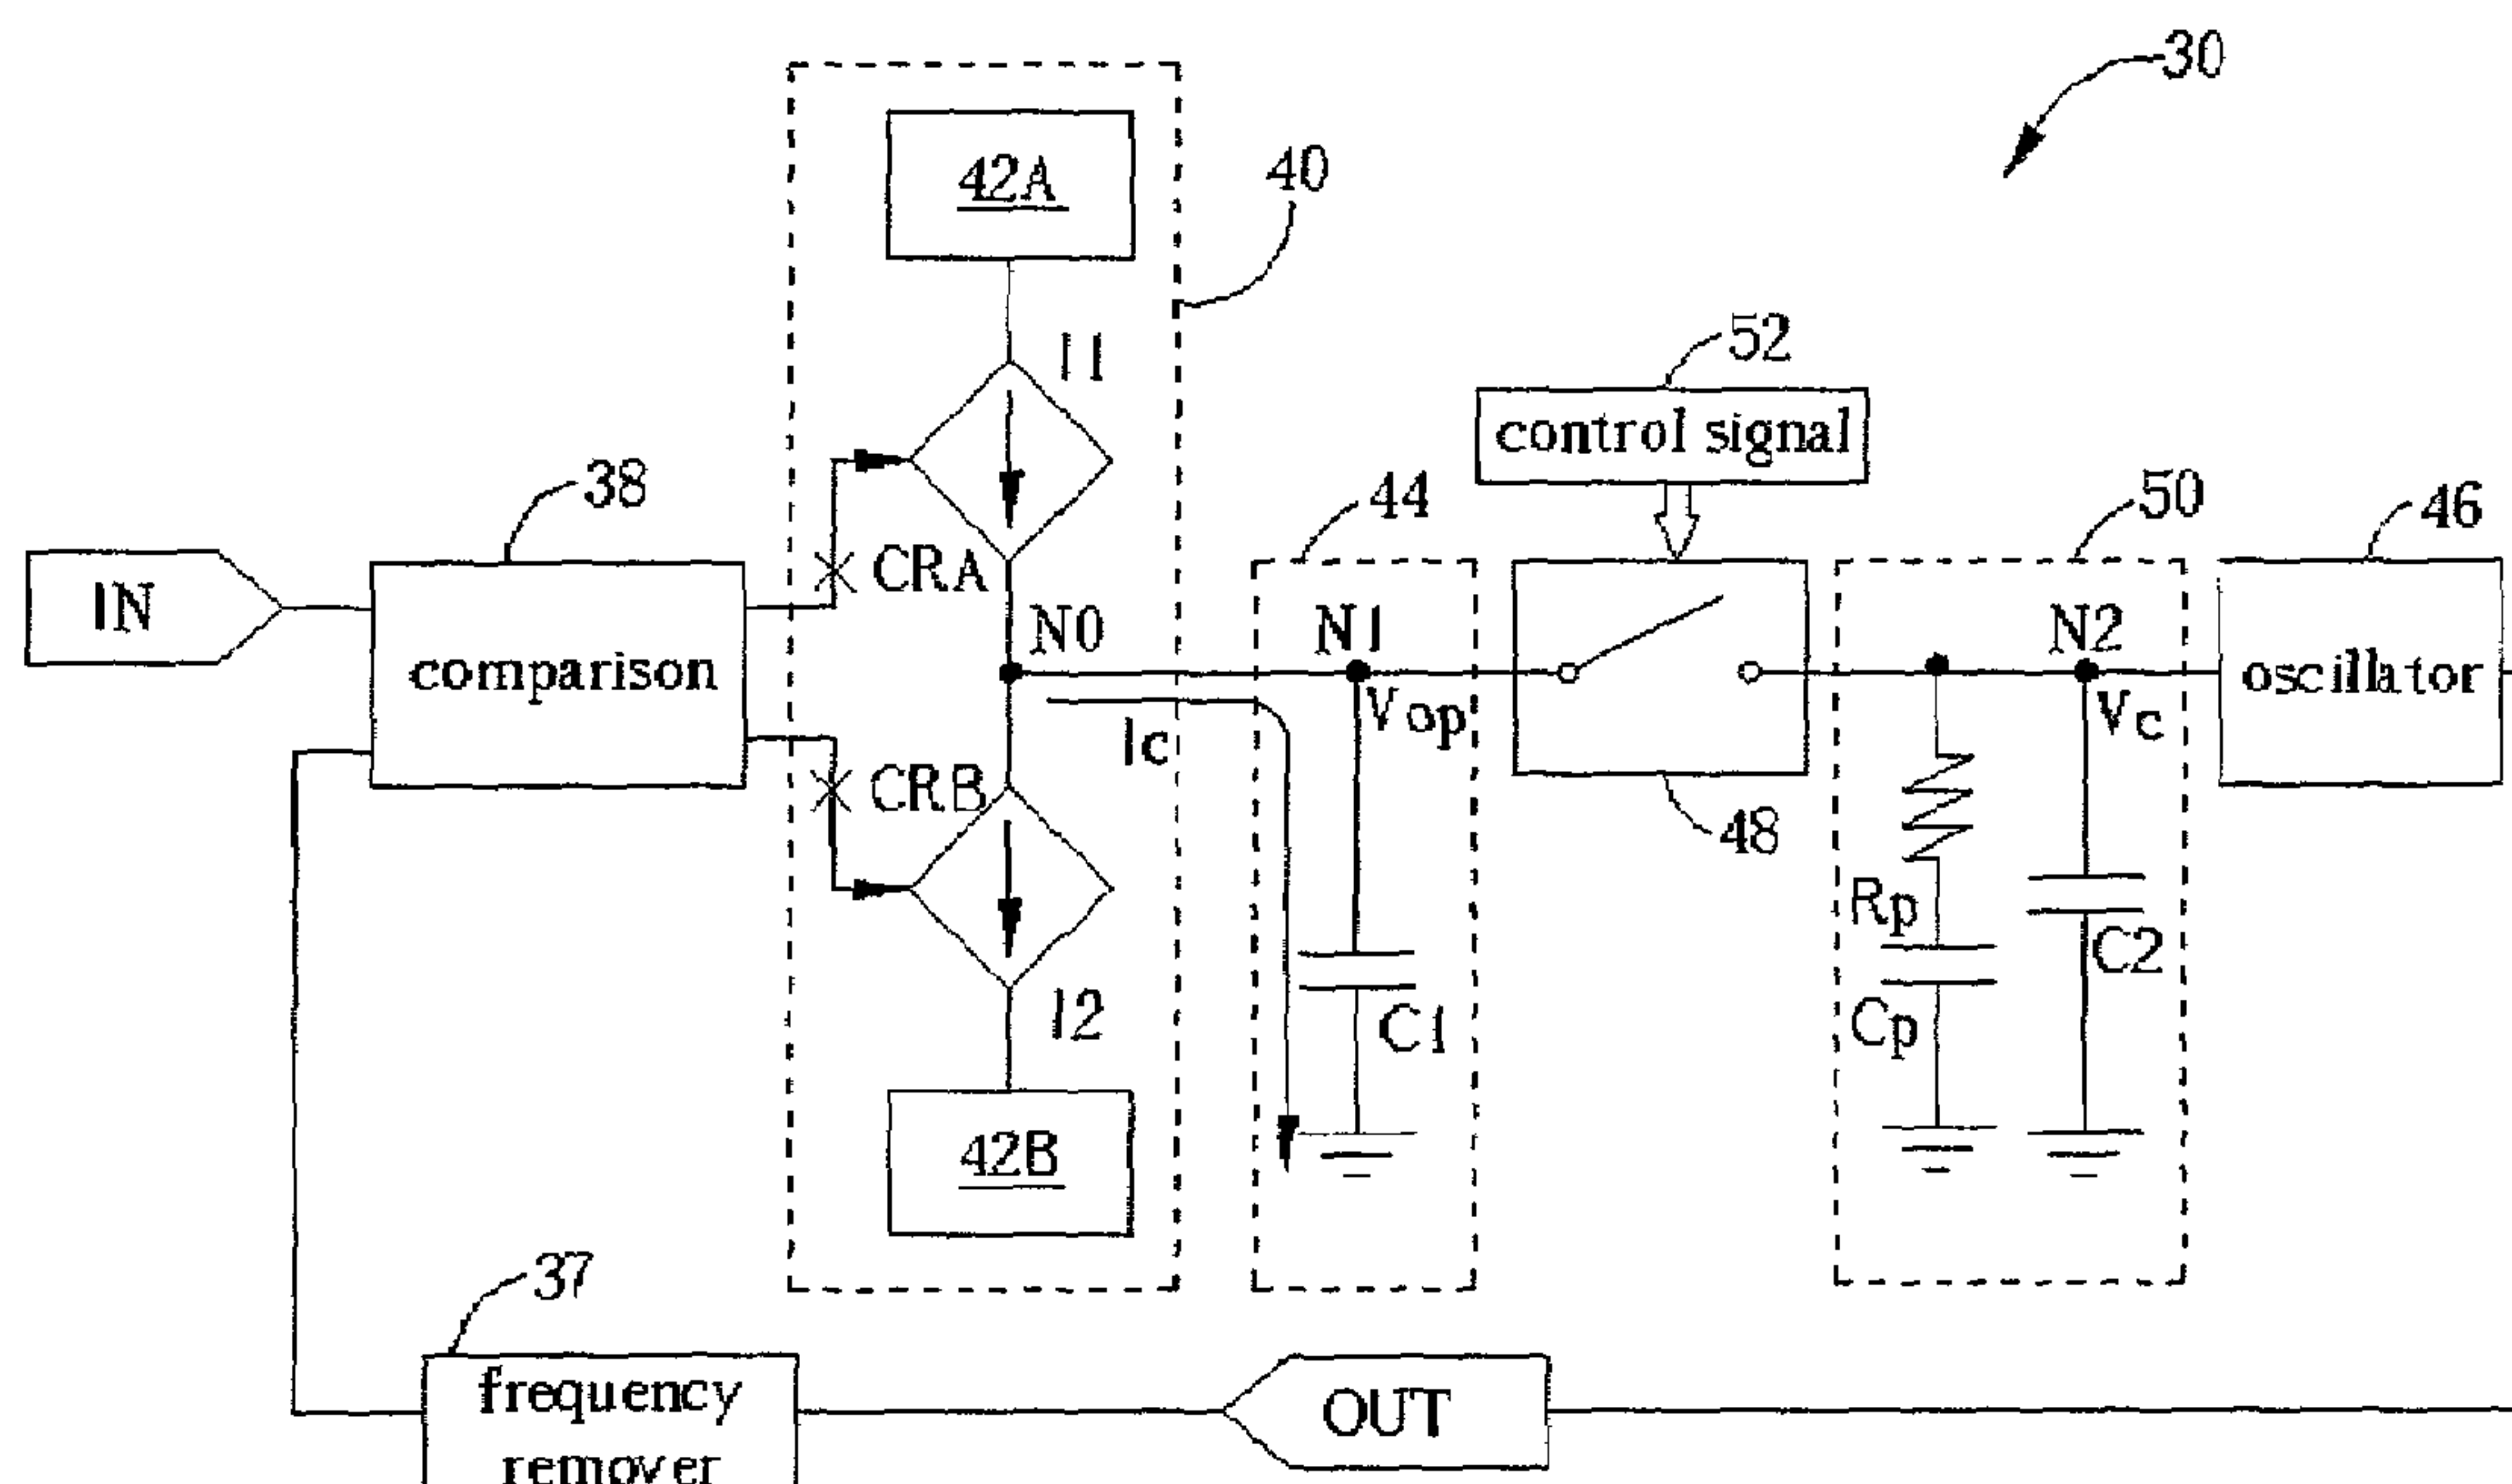 30
42A
40
I1
52
control signal
38
44
50
46
IN
CRA
N0
N1
N2
comparison
oscillator
Vop
Vc
Ic
CRB
48
Rp
C2
I2
Cp
C1
42B
37
frequency
remover
OUT